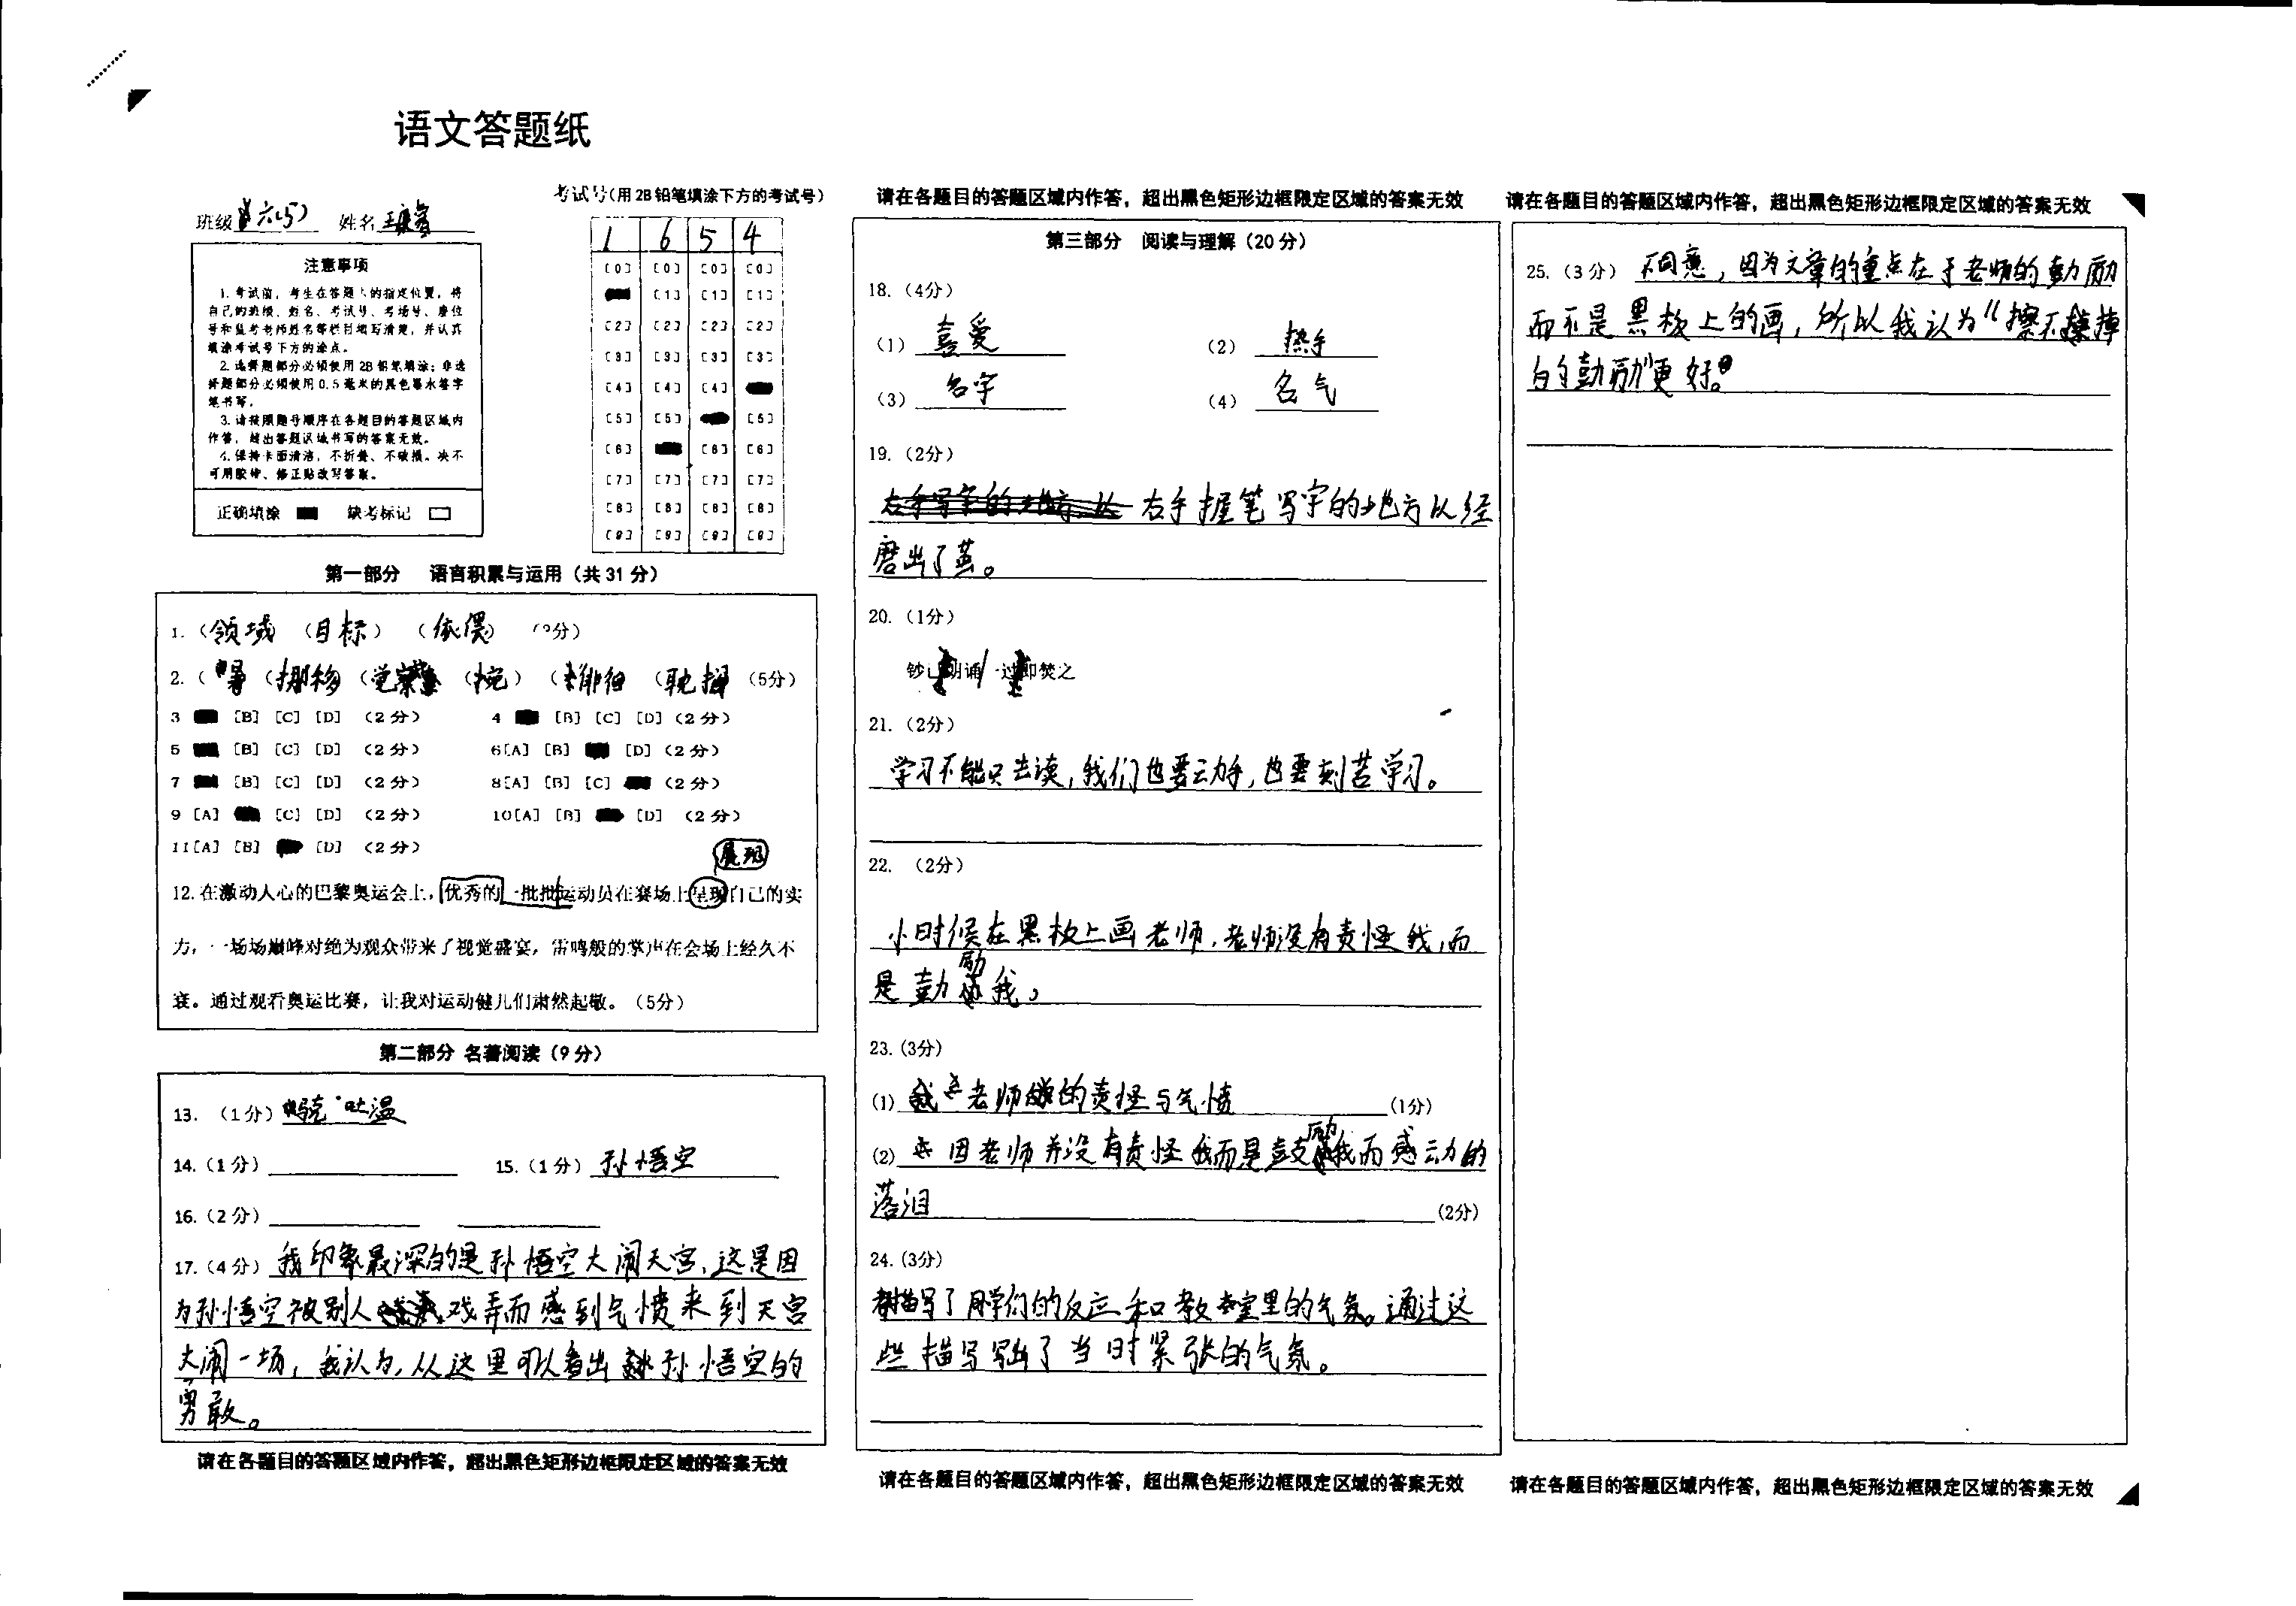 语文答题纸
考试号(用2B铅笔填涂下方的考试号)
班级 六(5) 姓名 王
1 6 5 4
[0] [0] [0] [0]
[1] [1] [1]
[2] [2] [2] [2]
[3] [3] [3] [3]
[4] [4] [4]
[5] [5] [5]
[6] [6] [6]
[7] [7] [7] [7]
[8] [8] [8] [8]
[9] [9] [9] [9]
注意事项
1. 考试前，考生在答题卡的指定位置，将
自己的班级、姓名、考试号、考场号、座位
号和监考老师姓名等栏目填写清楚，并认真
填涂考试号下方的涂点。
2. 选择题部分必须使用2B铅笔填涂；非选
择题部分必须使用0.5毫米的黑色墨水签字
笔书写。
3. 请按照题号顺序在各题目的答题区域内
作答，超出答题区域书写的答案无效。
4. 保持卡面清洁，不折叠、不破损。决不
可用胶带、修正贴改写答案。
正确填涂 缺考标记
第一部分 语言积累与运用（共31分）
1.（领域 （目标） （依偎） 分）
2.（ （挪移 （觉察 （ ） （徘徊 （耽搁 （5分）
3 [B] [C] [D] （2分） 4 [B] [C] [D] (2分)
5 [B] [C] [D] （2分） 6[A] [B] [D] (2分)
7 [B] [C] [D] （2分） 8[A] [B] [C] (2分)
9 [A] [C] [D] （2分） 10[A] [B] [D] (2分)
11[A] [B] [D] （2分）
展现
12. 在激动人心的巴黎奥运会上，优秀的一批批运动员在赛场上呈现自己的实
力，一场场巅峰对绝为观众带来了视觉盛宴，雷鸣般的掌声在会场上经久不
衰。通过观看奥运比赛，让我对运动健儿们肃然起敬。（5分）
第二部分 名著阅读（9分）
13.（1分） 吐温
14.（1分） 15.（1分） 孙悟空
16.（2分）
17.（4分） 我印象最深的是孙悟空大闹天宫，这是因
为孙悟空被别人戏弄而感到气愤来到天宫
大闹一场，我认为，从这里可以看出孙悟空的
勇敢。
请在各题目的答题区域内作答，超出黑色矩形边框限定区域的答案无效
请在各题目的答题区域内作答，超出黑色矩形边框限定区域的答案无效
第三部分 阅读与理解（20分）
18.（4分）
（1） 喜爱 （2） 热手
（3） 名字 （4） 名气
19.（2分）
右手握笔写字的地方以经
磨出了茧。
20.（1分）
钞已朗诵/一过即焚之
21.（2分）
学习不能只去读，我们也要动手，也要刻苦学习。
22.（2分）
小时候在黑板上画老师，老师没有责怪我，而
是鼓励我。
23.（3分）
(1) 老师的责怪与气愤 (1分)
(2) 因老师并没有责怪我而是鼓励我而感动的
落泪 (2分)
24.（3分）
描写了同学们的反应和教室里的气氛。通过这
些描写写出了当时紧张的气氛。
请在各题目的答题区域内作答，超出黑色矩形边框限定区域的答案无效
请在各题目的答题区域内作答，超出黑色矩形边框限定区域的答案无效
25.（3分） 不同意，因为文章的重点在于老师的鼓励
而不是黑板上的画，所以我认为“擦不掉
的鼓励”更好。
请在各题目的答题区域内作答，超出黑色矩形边框限定区域的答案无效